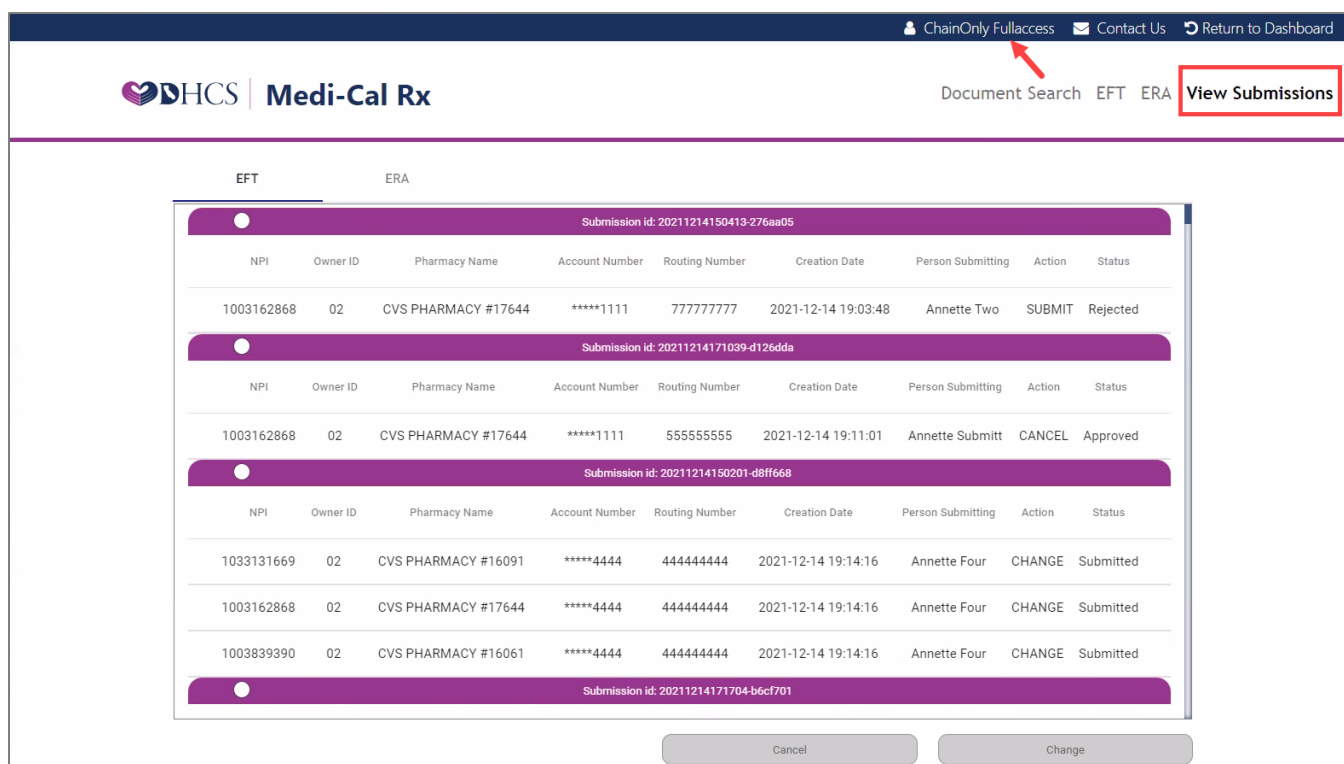 ChainOnly Fullaccess Contact Us Return to Dashboard
DHCS Medi-Cal Rx
Document Search EFT ERA View Submissions
EFT ERA
Submission id: 20211214150413-276aa05
NPI Owner ID Pharmacy Name Account Number Routing Number Creation Date Person Submitting Action Status
1003162868 02 CVS PHARMACY #17644 *****1111 777777777 2021-12-14 19:03:48 Annette Two SUBMIT Rejected
Submission id: 20211214171039-d126dda
NPI Owner ID Pharmacy Name Account Number Routing Number Creation Date Person Submitting Action Status
1003162868 02 CVS PHARMACY #17644 *****1111 555555555 2021-12-14 19:11:01 Annette Submitt CANCEL Approved
Submission id: 20211214150201-d8ff668
NPI Owner ID Pharmacy Name Account Number Routing Number Creation Date Person Submitting Action Status
1033131669 02 CVS PHARMACY #16091 *****4444 444444444 2021-12-14 19:14:16 Annette Four CHANGE Submitted
1003162868 02 CVS PHARMACY #17644 *****4444 444444444 2021-12-14 19:14:16 Annette Four CHANGE Submitted
1003839390 02 CVS PHARMACY #16061 *****4444 444444444 2021-12-14 19:14:16 Annette Four CHANGE Submitted
Submission id: 20211214171704-b6cf701
Cancel Change